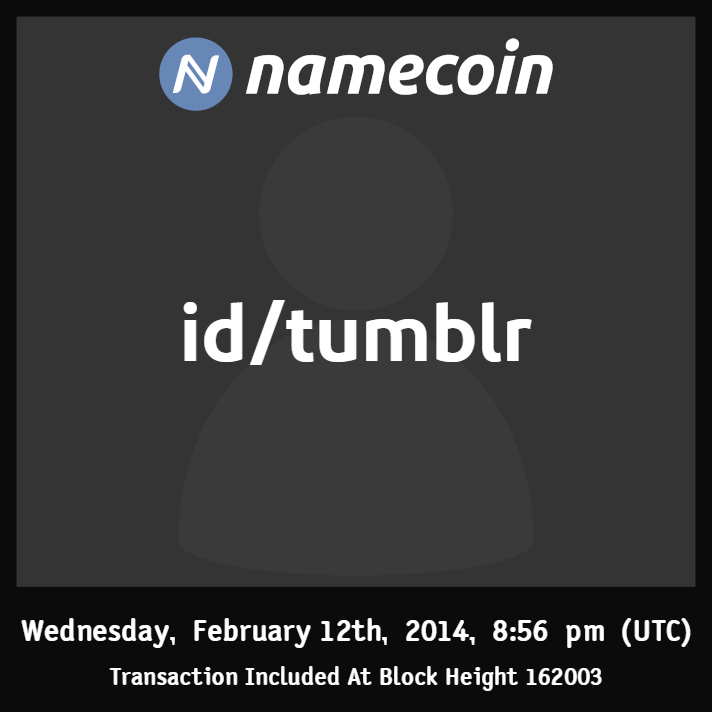 namecoin
id/tumblr
Wednesday, February 12th, 2014, 8:56 pm (UTC)
Transaction Included At Block Height 162003